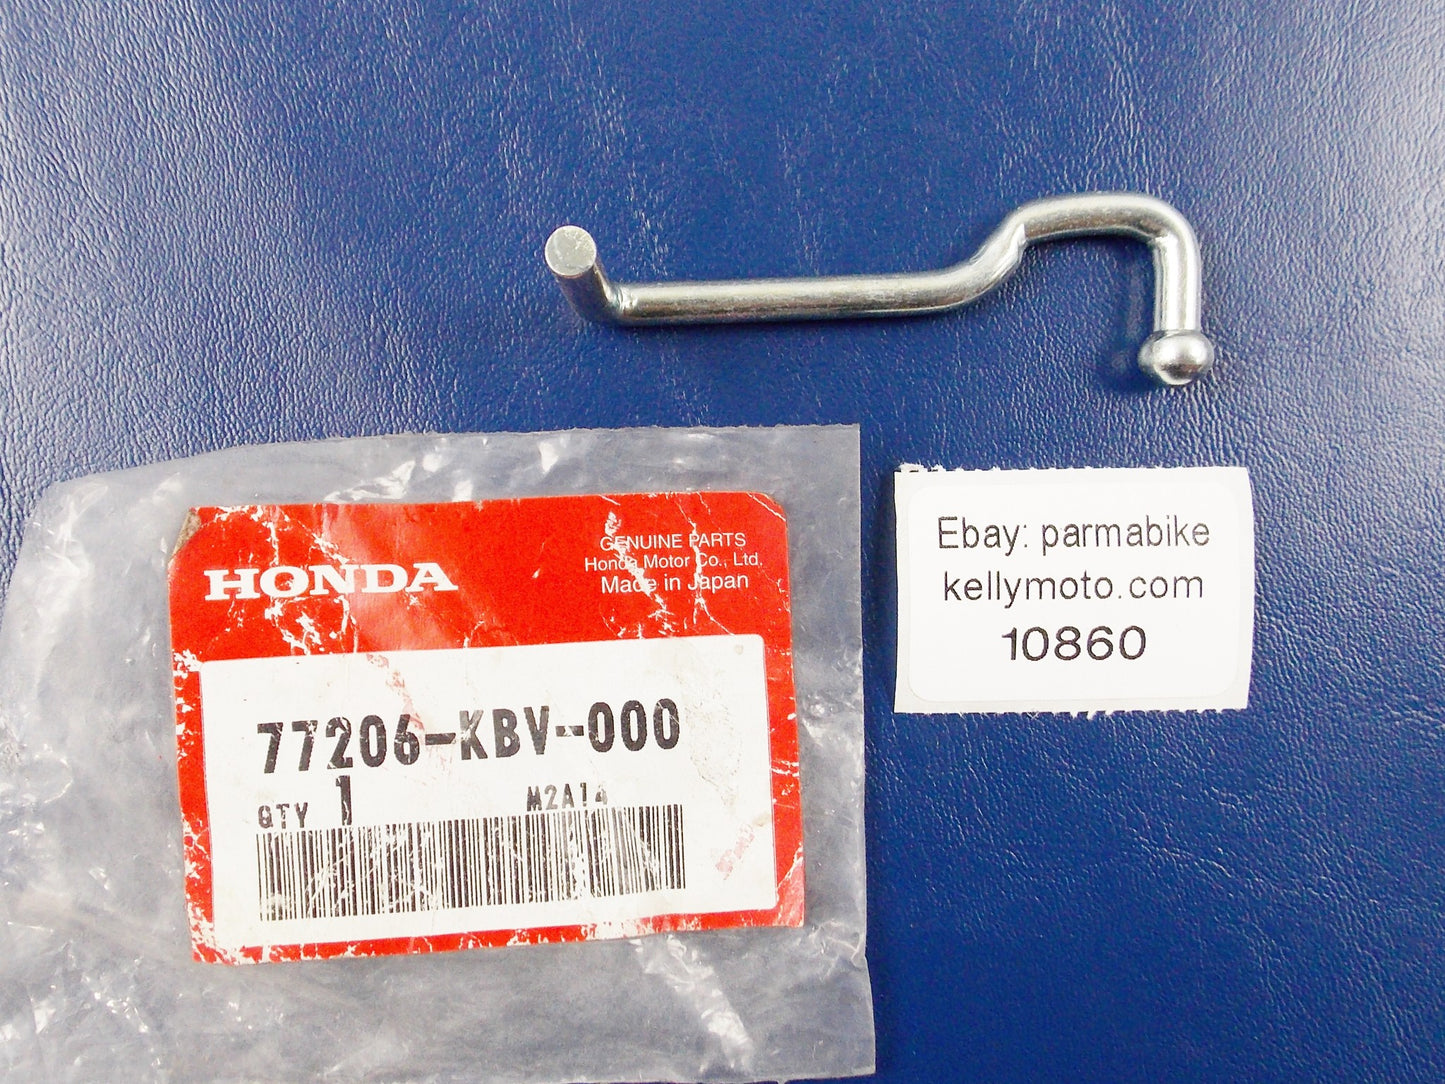 HONDA
GENUINE PARTS
Honda Motor Co., Ltd.
Made in Japan
77206-KBV-000
QTY 1 M2A14
Ebay: parmabike
kellymoto.com
10860